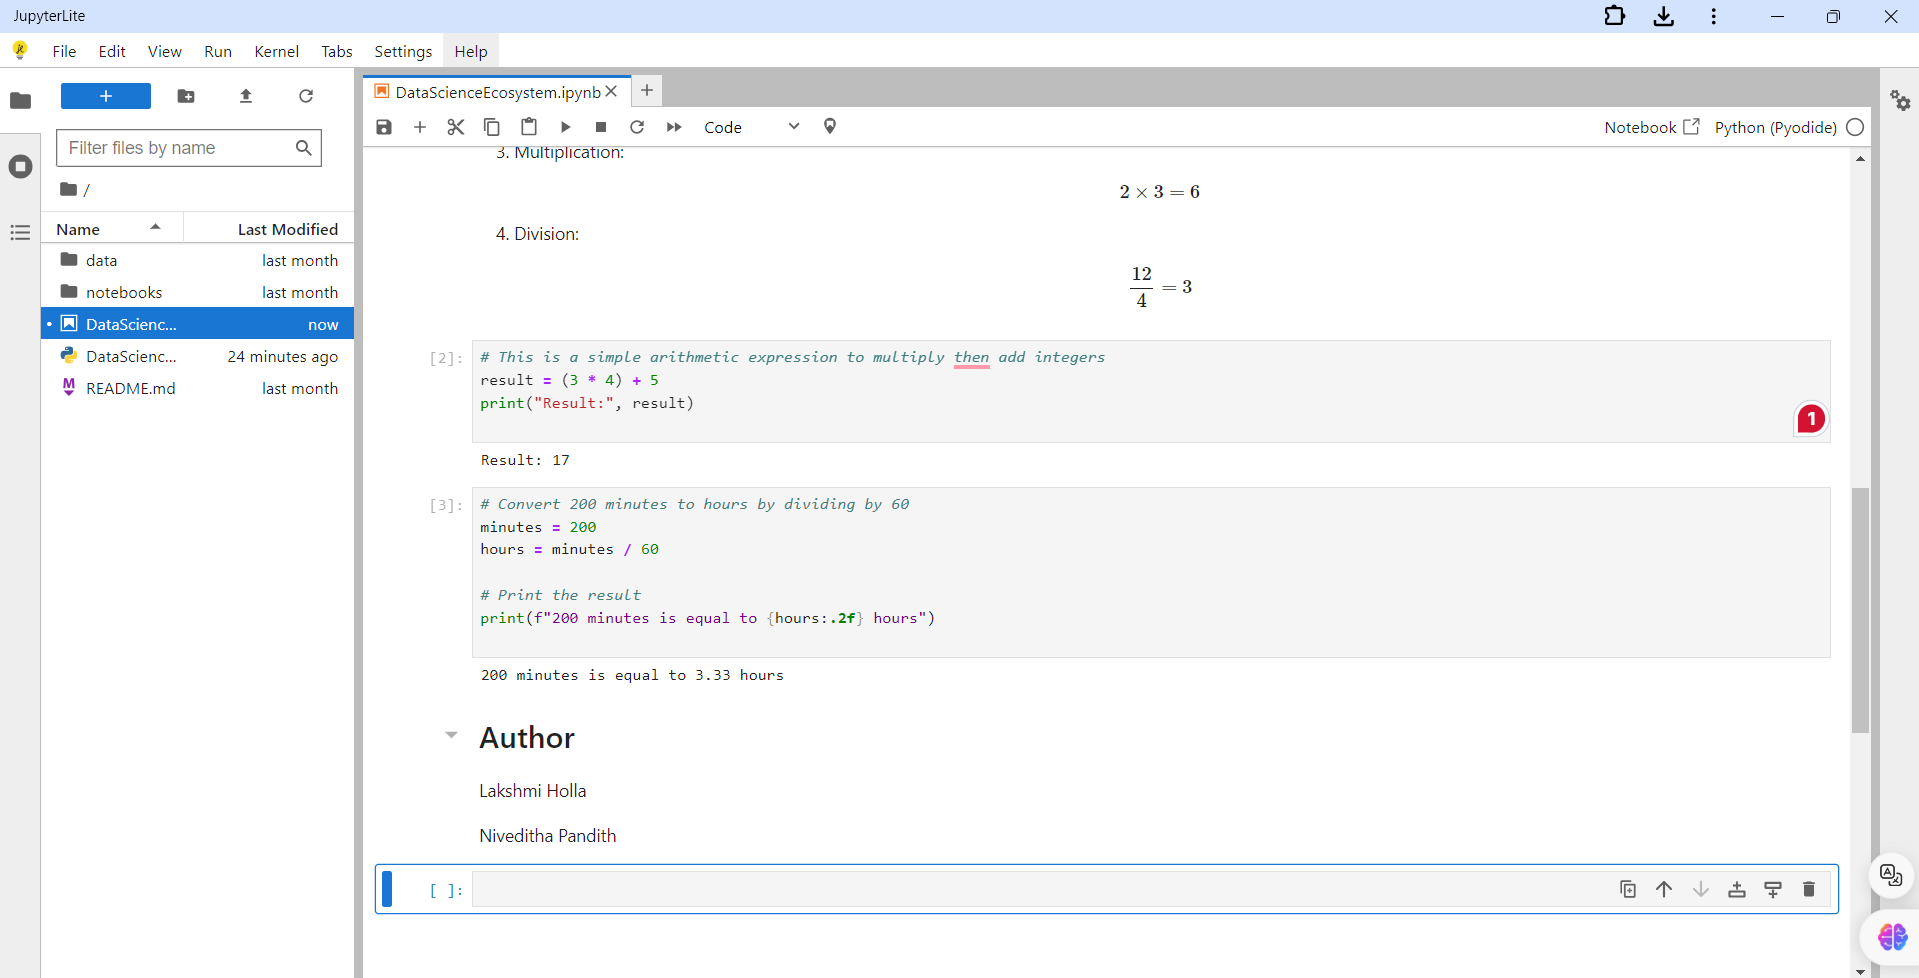 JupyterLite
File Edit View Run Kernel Tabs Settings Help
+
DataScienceEcosystem.ipynb
Code
Notebook Python (Pyodide)
Filter files by name
/
Name Last Modified
data last month
notebooks last month
DataScienc... now
DataScienc... 24 minutes ago
README.md last month
3. Multiplication:
2 × 3 = 6
4. Division:
12/4 = 3
[2]: # This is a simple arithmetic expression to multiply then add integers
result = (3 * 4) + 5
print("Result:", result)
1
Result: 17
[3]: # Convert 200 minutes to hours by dividing by 60
minutes = 200
hours = minutes / 60
# Print the result
print(f"200 minutes is equal to {hours:.2f} hours")
200 minutes is equal to 3.33 hours
Author
Lakshmi Holla
Niveditha Pandith
[ ]: